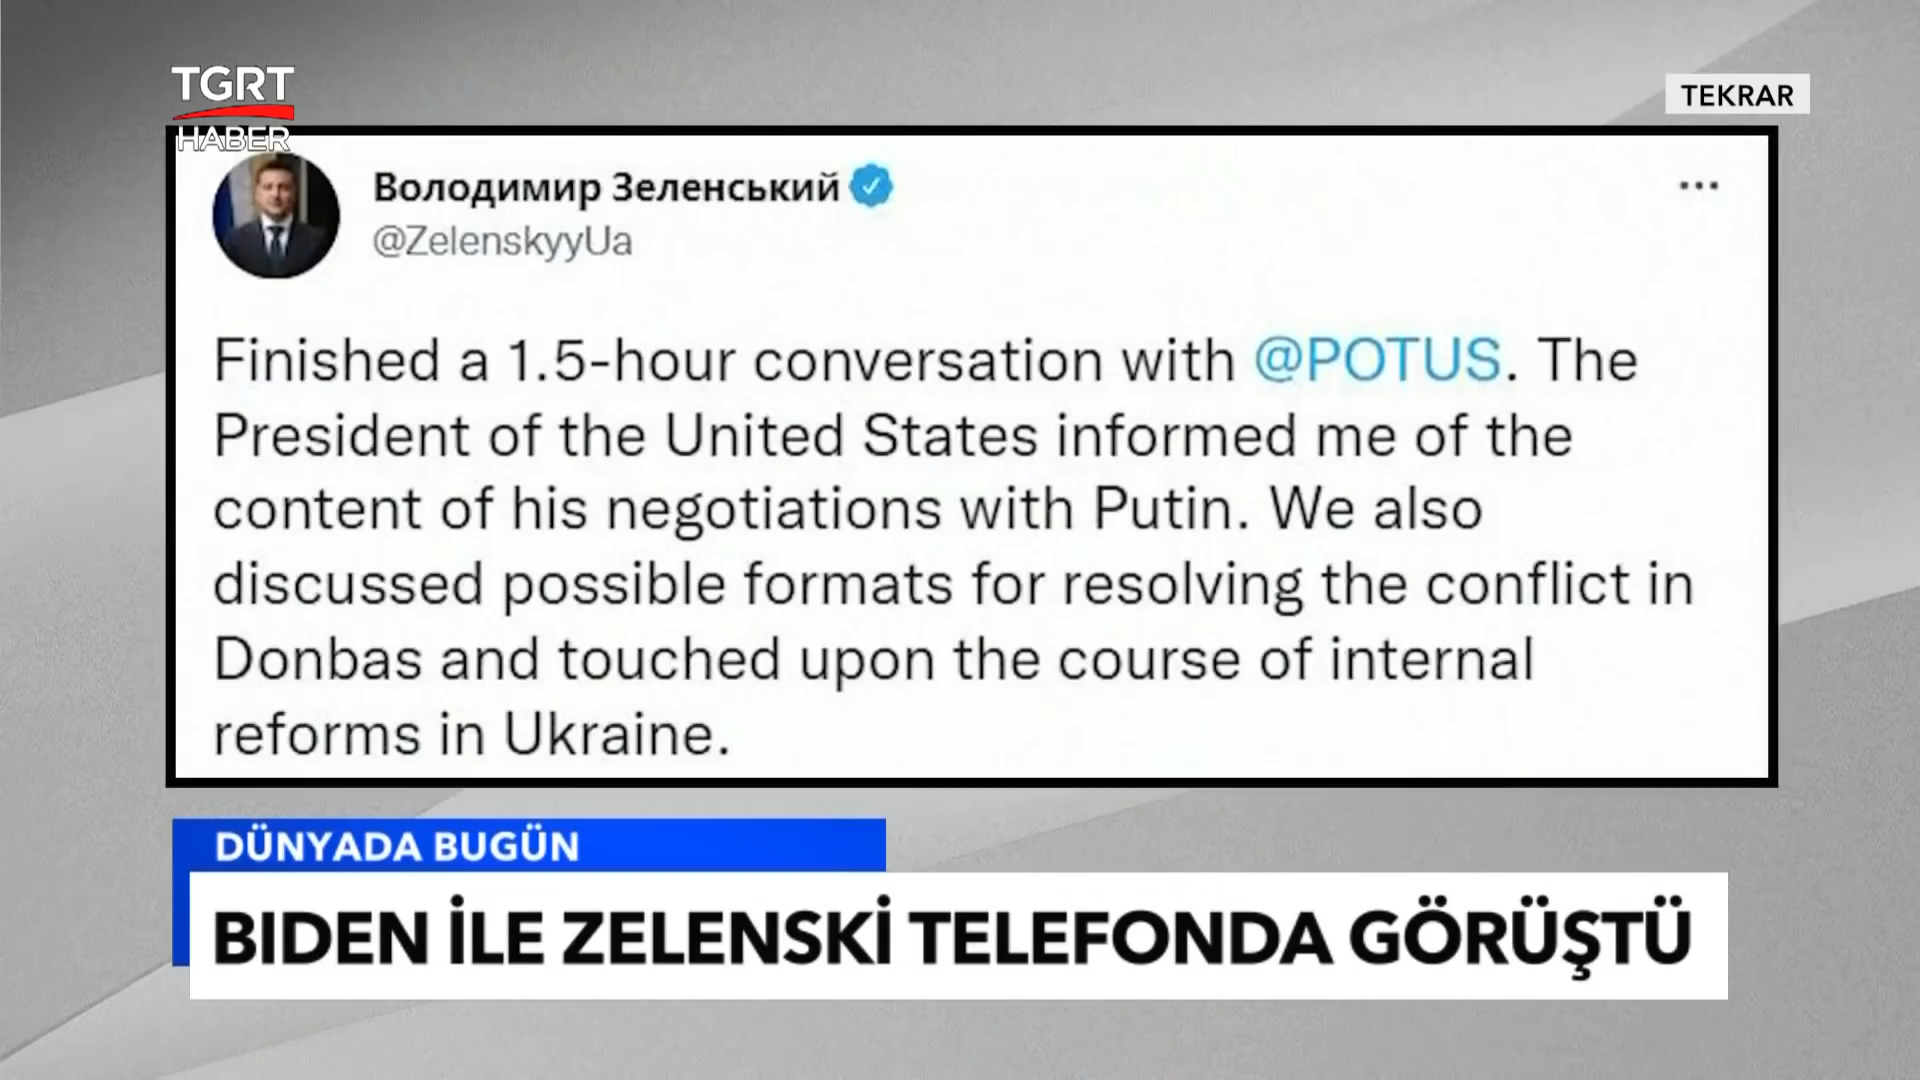 TGRT
HABER
TEKRAR
Володимир Зеленський
@ZelenskyyUa
Finished a 1.5-hour conversation with @POTUS. The
President of the United States informed me of the
content of his negotiations with Putin. We also
discussed possible formats for resolving the conflict in
Donbas and touched upon the course of internal
reforms in Ukraine.
DÜNYADA BUGÜN
BIDEN İLE ZELENSKİ TELEFONDA GÖRÜŞTÜ